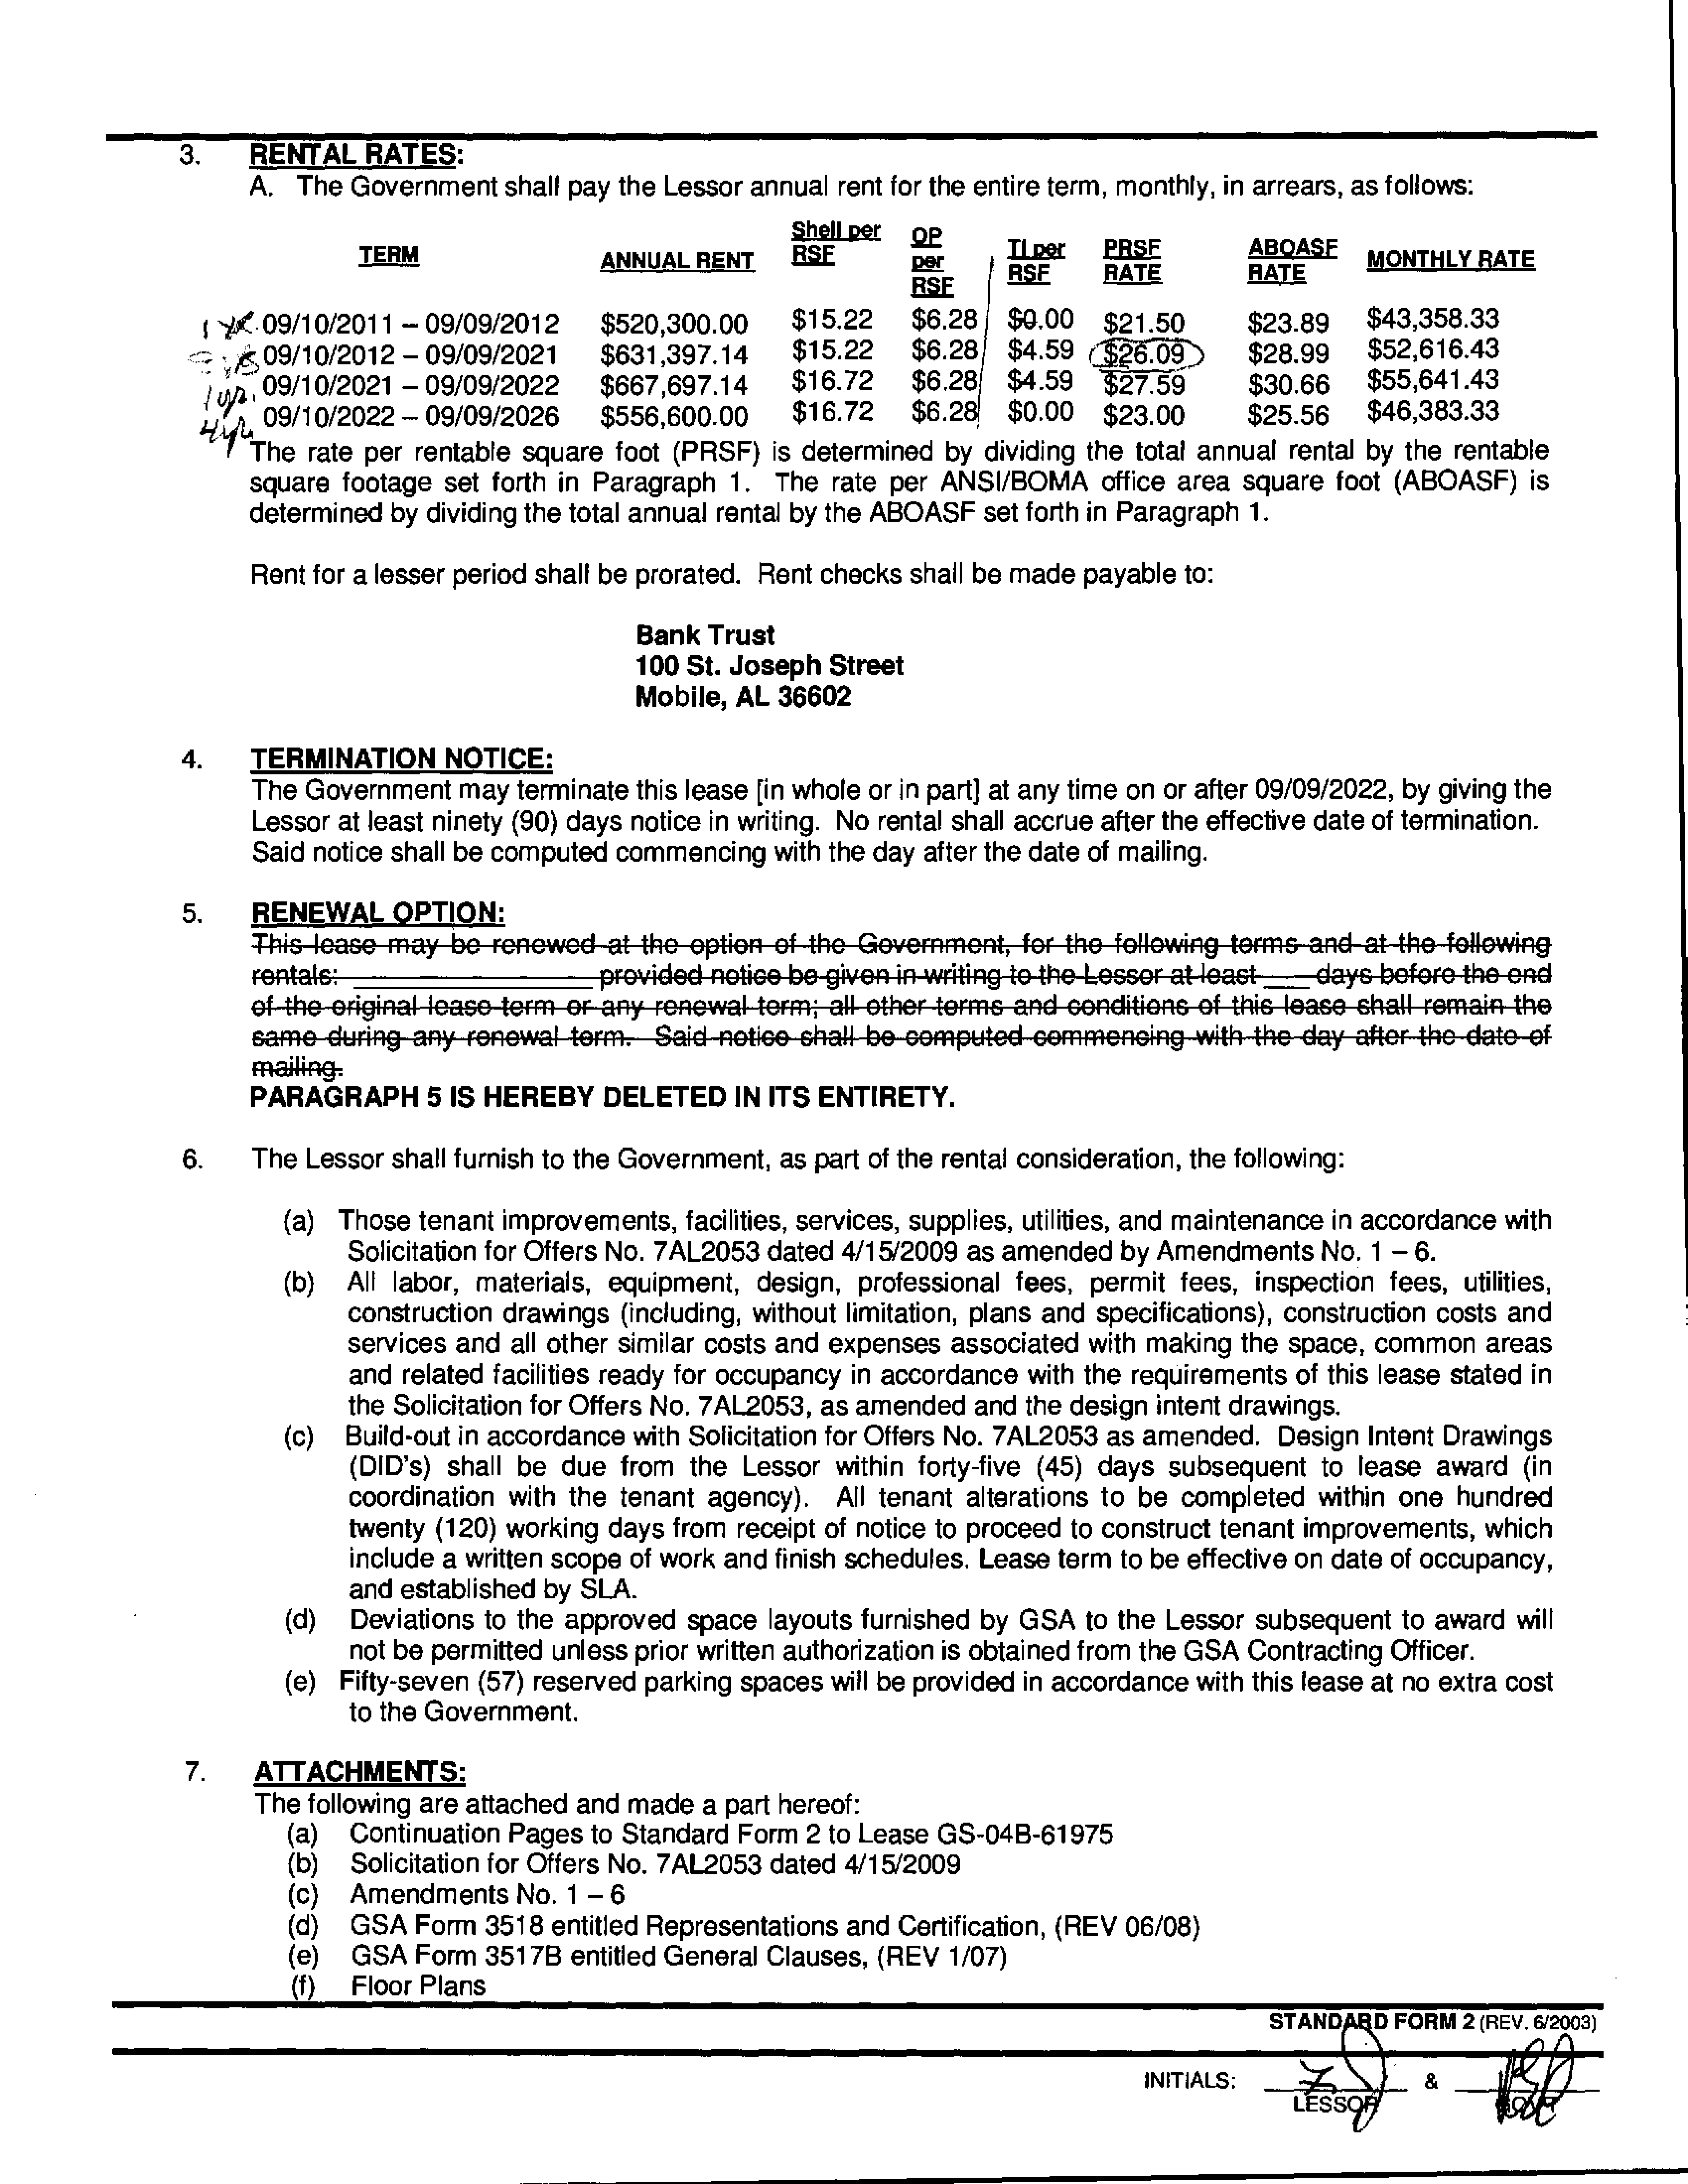 3. RENTAL RATES:
A. The Government shall pay the Lessor annual rent for the entire term, monthly, in arrears, as follows:
TERM ANNUAL RENT Shell per RSF OP per RSF TI per RSF PRSF RATE ABOASF RATE MONTHLY RATE
1 YR. 09/10/2011 – 09/09/2012 $520,300.00 $15.22 $6.28 $0.00 $21.50 $23.89 $43,358.33
09/10/2012 – 09/09/2021 $631,397.14 $15.22 $6.28 $4.59 $26.09 $28.99 $52,616.43
1 yr. 09/10/2021 – 09/09/2022 $667,697.14 $16.72 $6.28 $4.59 $27.59 $30.66 $55,641.43
4 yr 09/10/2022 – 09/09/2026 $556,600.00 $16.72 $6.28 $0.00 $23.00 $25.56 $46,383.33
The rate per rentable square foot (PRSF) is determined by dividing the total annual rental by the rentable
square footage set forth in Paragraph 1. The rate per ANSI/BOMA office area square foot (ABOASF) is
determined by dividing the total annual rental by the ABOASF set forth in Paragraph 1.
Rent for a lesser period shall be prorated. Rent checks shall be made payable to:
Bank Trust
100 St. Joseph Street
Mobile, AL 36602
4. TERMINATION NOTICE:
The Government may terminate this lease [in whole or in part] at any time on or after 09/09/2022, by giving the
Lessor at least ninety (90) days notice in writing. No rental shall accrue after the effective date of termination.
Said notice shall be computed commencing with the day after the date of mailing.
5. RENEWAL OPTION:
This lease may be renewed at the option of the Government, for the following terms and at the following
rentals: ________________ provided notice be given in writing to the Lessor at least ___ days before the end
of the original lease term or any renewal term; all other terms and conditions of this lease shall remain the
same during any renewal term. Said notice shall be computed commencing with the day after the date of
mailing.
PARAGRAPH 5 IS HEREBY DELETED IN ITS ENTIRETY.
6. The Lessor shall furnish to the Government, as part of the rental consideration, the following:
(a) Those tenant improvements, facilities, services, supplies, utilities, and maintenance in accordance with
Solicitation for Offers No. 7AL2053 dated 4/15/2009 as amended by Amendments No. 1 – 6.
(b) All labor, materials, equipment, design, professional fees, permit fees, inspection fees, utilities,
construction drawings (including, without limitation, plans and specifications), construction costs and
services and all other similar costs and expenses associated with making the space, common areas
and related facilities ready for occupancy in accordance with the requirements of this lease stated in
the Solicitation for Offers No. 7AL2053, as amended and the design intent drawings.
(c) Build-out in accordance with Solicitation for Offers No. 7AL2053 as amended. Design Intent Drawings
(DID's) shall be due from the Lessor within forty-five (45) days subsequent to lease award (in
coordination with the tenant agency). All tenant alterations to be completed within one hundred
twenty (120) working days from receipt of notice to proceed to construct tenant improvements, which
include a written scope of work and finish schedules. Lease term to be effective on date of occupancy,
and established by SLA.
(d) Deviations to the approved space layouts furnished by GSA to the Lessor subsequent to award will
not be permitted unless prior written authorization is obtained from the GSA Contracting Officer.
(e) Fifty-seven (57) reserved parking spaces will be provided in accordance with this lease at no extra cost
to the Government.
7. ATTACHMENTS:
The following are attached and made a part hereof:
(a) Continuation Pages to Standard Form 2 to Lease GS-04B-61975
(b) Solicitation for Offers No. 7AL2053 dated 4/15/2009
(c) Amendments No. 1 – 6
(d) GSA Form 3518 entitled Representations and Certification, (REV 06/08)
(e) GSA Form 3517B entitled General Clauses, (REV 1/07)
(f) Floor Plans
STANDARD FORM 2 (REV. 6/2003)
INITIALS: &
LESSOR